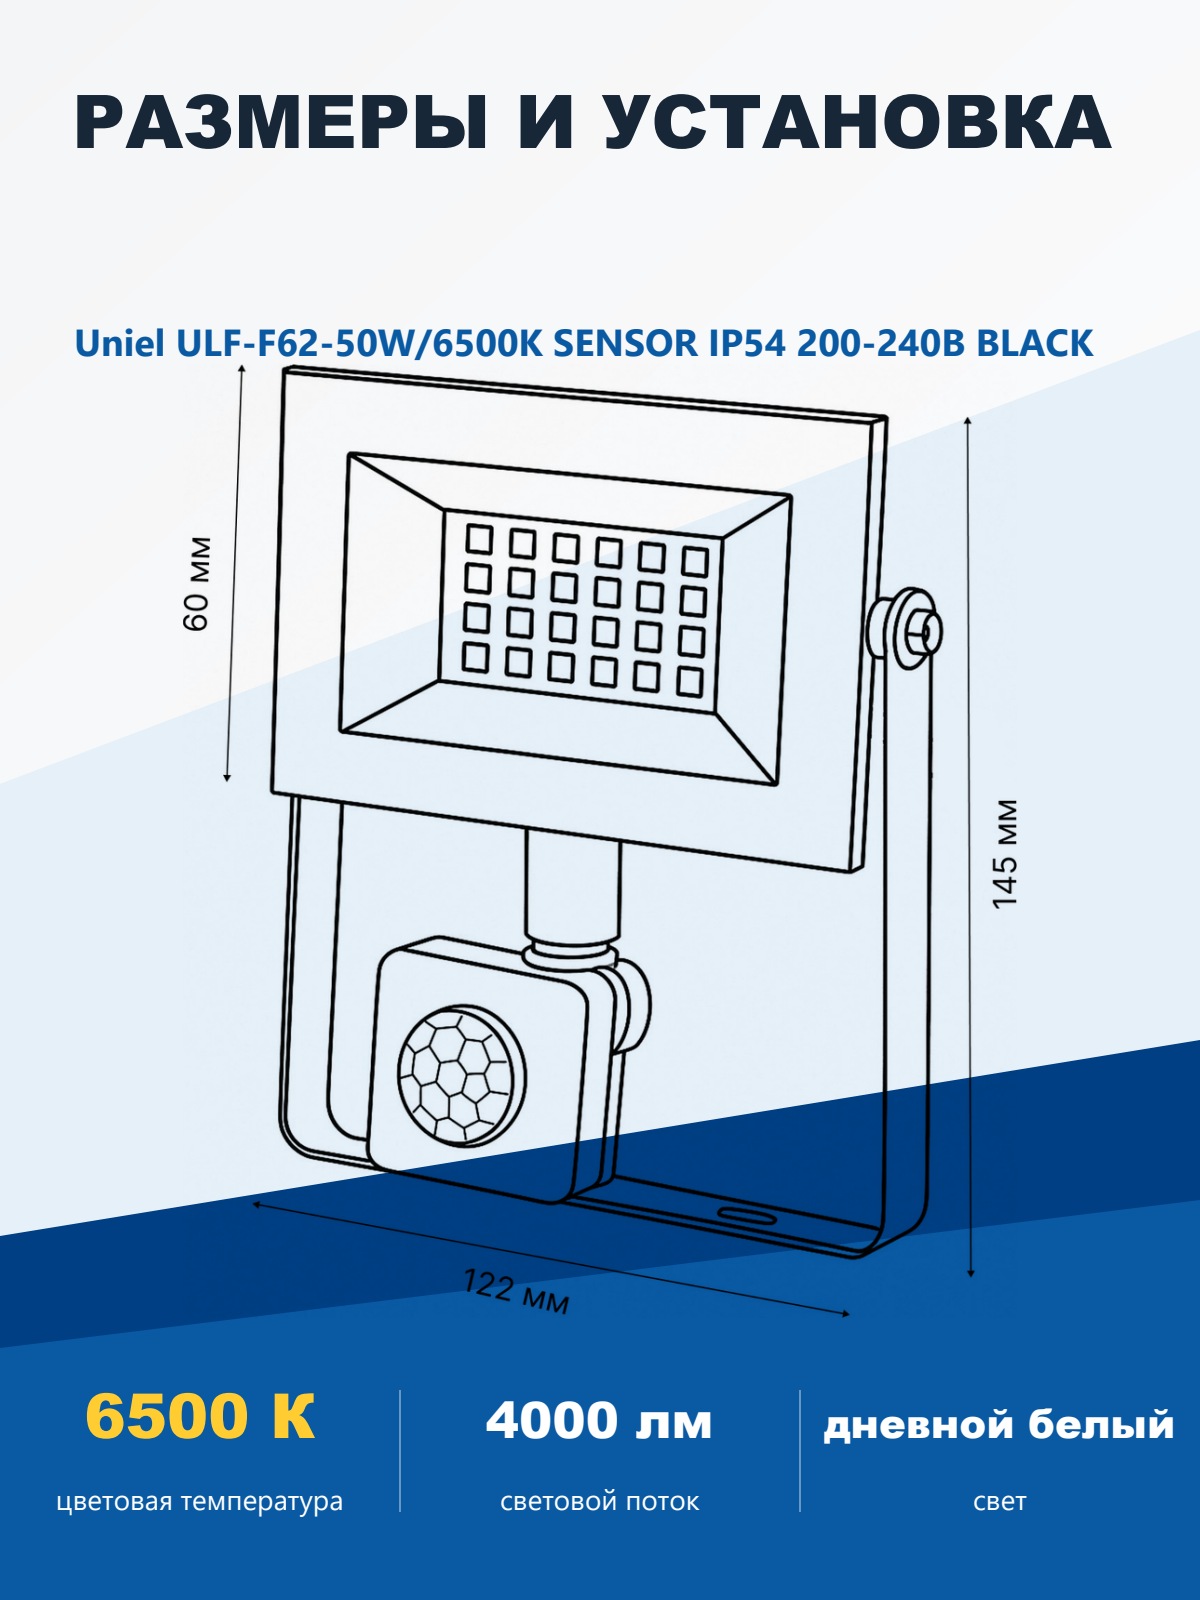 РАЗМЕРЫ И УСТАНОВКА
Uniel ULF-F62-50W/6500K SENSOR IP54 200-240В BLACK
60 мм
145 мм
122 мм
6500 К
цветовая температура
4000 лм
световой поток
дневной белый
свет